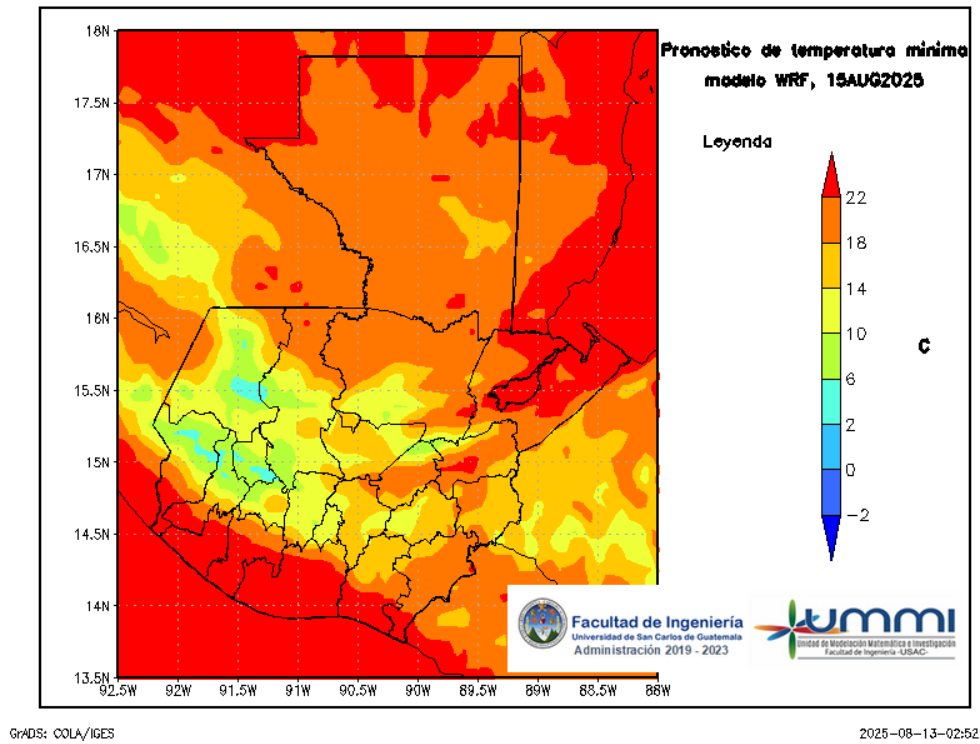 Pronostico de temperatura minima
modelo WRF, 15AUG2025
Leyenda
22
18
14
10
6
2
0
−2
C
18N
17.5N
17N
16.5N
16N
15.5N
15N
14.5N
14N
13.5N
92.5W 92W 91.5W 91W 90.5W 90W 89.5W 89W 88.5W 88W
Facultad de Ingeniería
Universidad de San Carlos de Guatemala
Administración 2019 - 2023
ummi
Unidad de Modelación Matemática e Investigación
Facultad de Ingeniería -USAC-
GrADS: COLA/IGES
2025-08-13-02:52